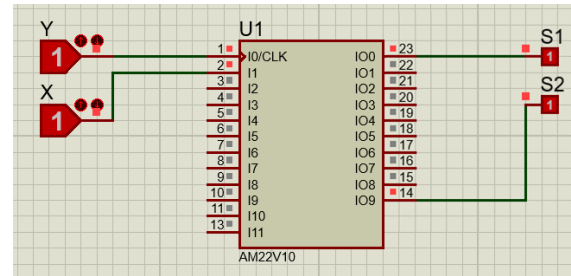 Y
1
X
1
U1
1 I0/CLK IO0 23
2 I1 IO1 22
3 I2 IO2 21
4 I3 IO3 20
5 I4 IO4 19
6 I5 IO5 18
7 I6 IO6 17
8 I7 IO7 16
9 I8 IO8 15
10 I9 IO9 14
11 I10
13 I11
AM22V10
S1
1
S2
1